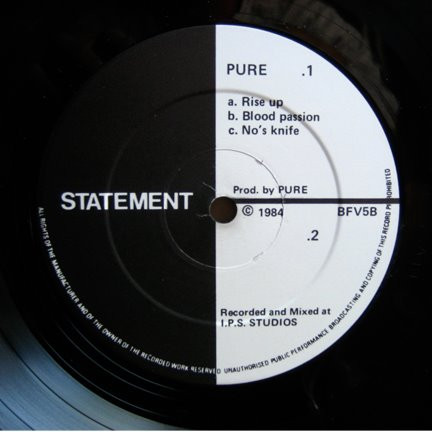 PURE .1
a. Rise up
b. Blood passion
c. No's knife
STATEMENT
Prod. by PURE
© 1984 BFV5B
.2
Recorded and Mixed at
I.P.S. STUDIOS
ALL RIGHTS OF THE MANUFACTURER AND OF THE OWNER OF THE RECORDED WORK RESERVED UNAUTHORISED PUBLIC PERFORMANCE BROADCASTING AND COPYING OF THIS RECORD PROHIBITED